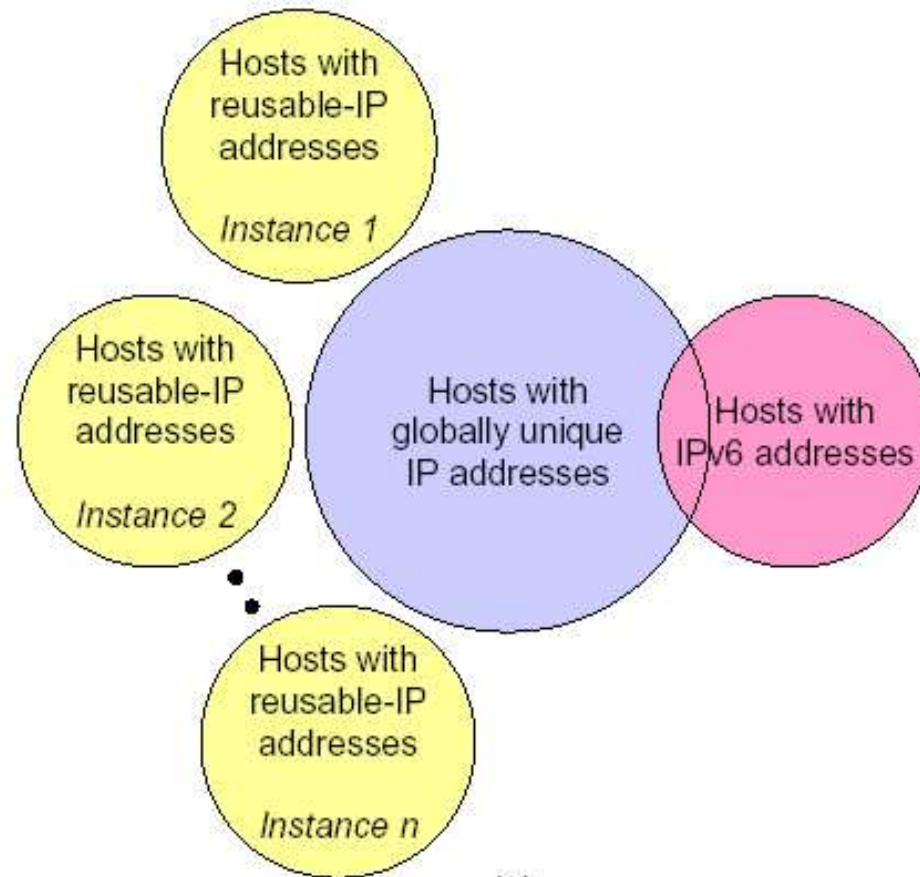 Hosts with
reusable-IP
addresses
Instance 1
Hosts with
reusable-IP
addresses
Instance 2
Hosts with
globally unique
IP addresses
Hosts with
IPv6 addresses
Hosts with
reusable-IP
addresses
Instance n